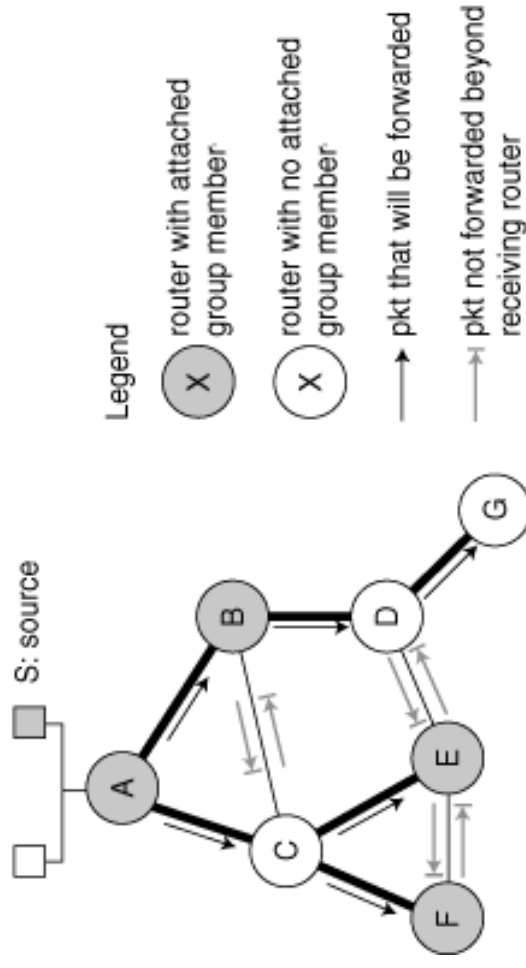 S: source
A
B
C
D
E
F
G
Legend
X
router with attached
group member
X
router with no attached
group member
pkt that will be forwarded
pkt not forwarded beyond
receiving router